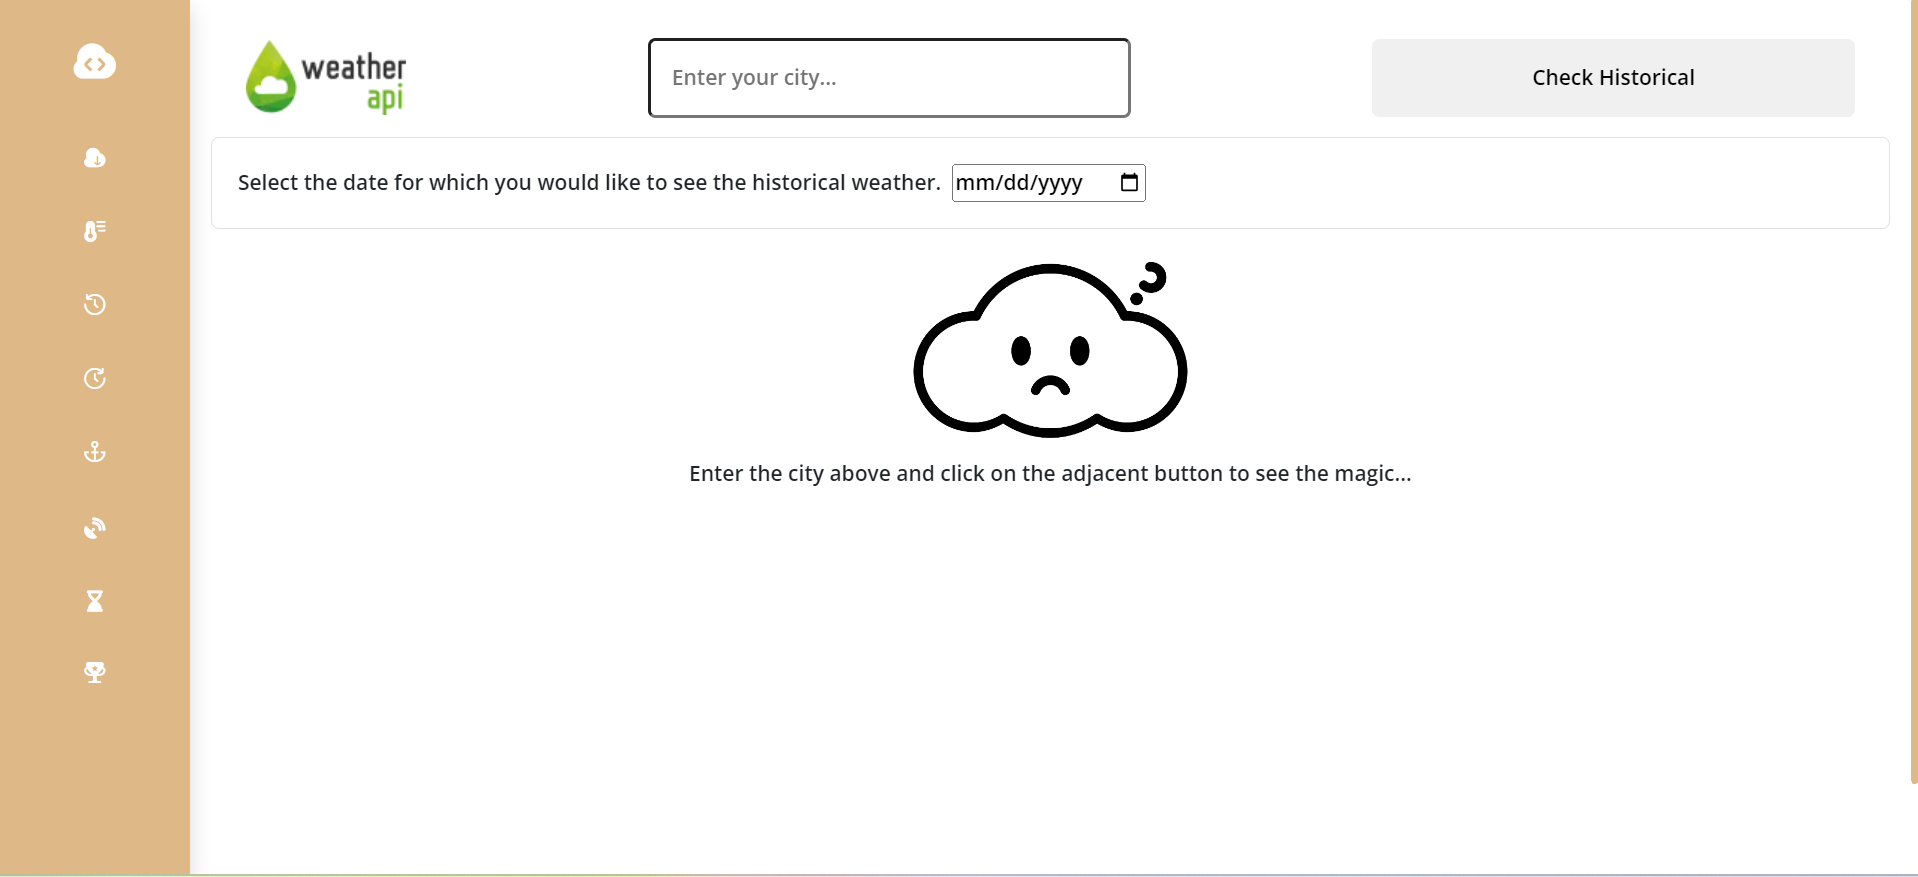 weather
api
Enter your city...
Check Historical
Select the date for which you would like to see the historical weather. mm/dd/yyyy
Enter the city above and click on the adjacent button to see the magic...